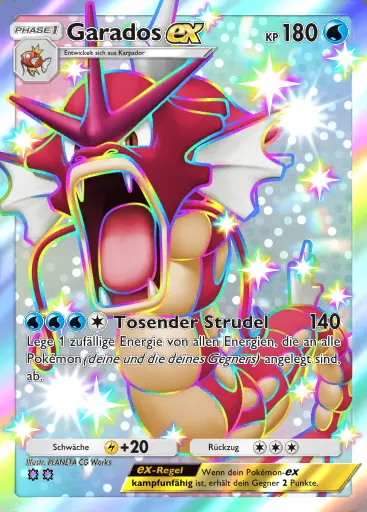 PHASE 1
Garados ex
KP 180
Entwickelt sich aus Karpador
Tosender Strudel 140
Lege 1 zufällige Energie von allen Energien, die an alle
Pokémon (deine und die deines Gegners) angelegt sind,
ab.
Schwäche +20 Rückzug
Illustr. PLANETA CG Works
ex-Regel Wenn dein Pokémon-ex
kampfunfähig ist, erhält dein Gegner 2 Punkte.